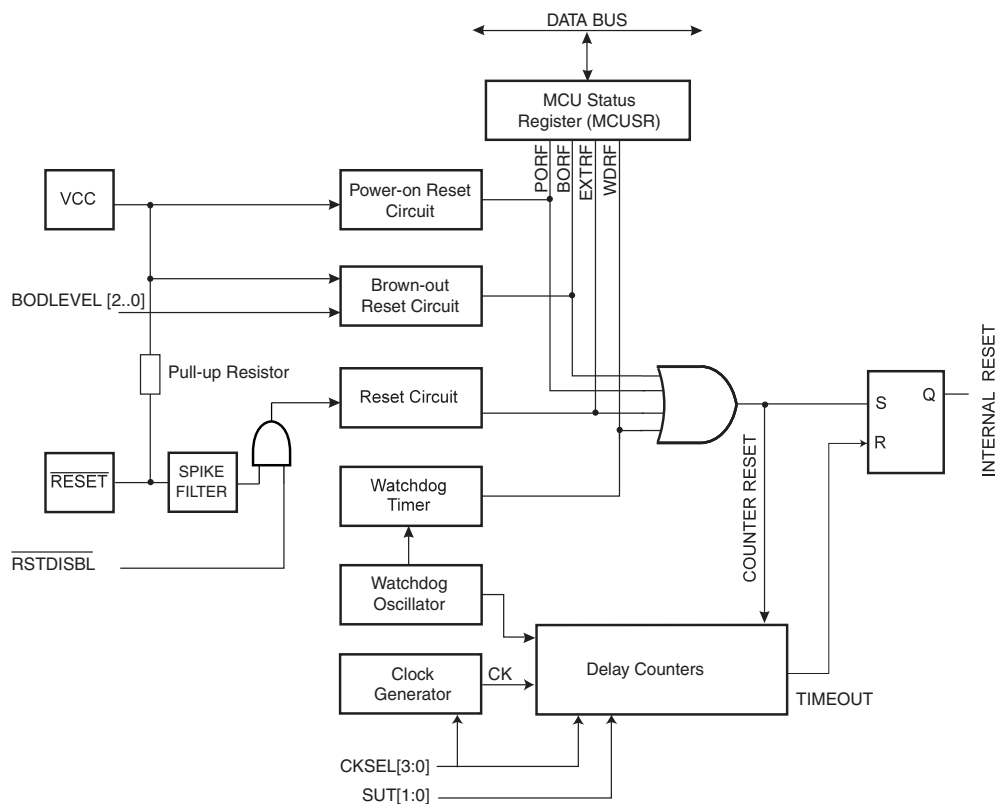 DATA BUS
MCU Status
Register (MCUSR)
PORF
BORF
EXTRF
WDRF
VCC
Power-on Reset
Circuit
BODLEVEL [2..0]
Brown-out
Reset Circuit
Pull-up Resistor
Reset Circuit
S
Q
R
INTERNAL RESET
RESET
SPIKE
FILTER
Watchdog
Timer
COUNTER RESET
RSTDISBL
Watchdog
Oscillator
Clock
Generator
CK
Delay Counters
TIMEOUT
CKSEL[3:0]
SUT[1:0]